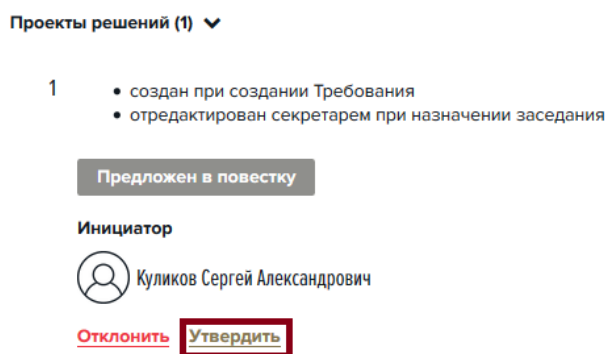 Проекты решений (1)
1
• создан при создании Требования
• отредактирован секретарем при назначении заседания
Предложен в повестку
Инициатор
Куликов Сергей Александрович
Отклонить Утвердить